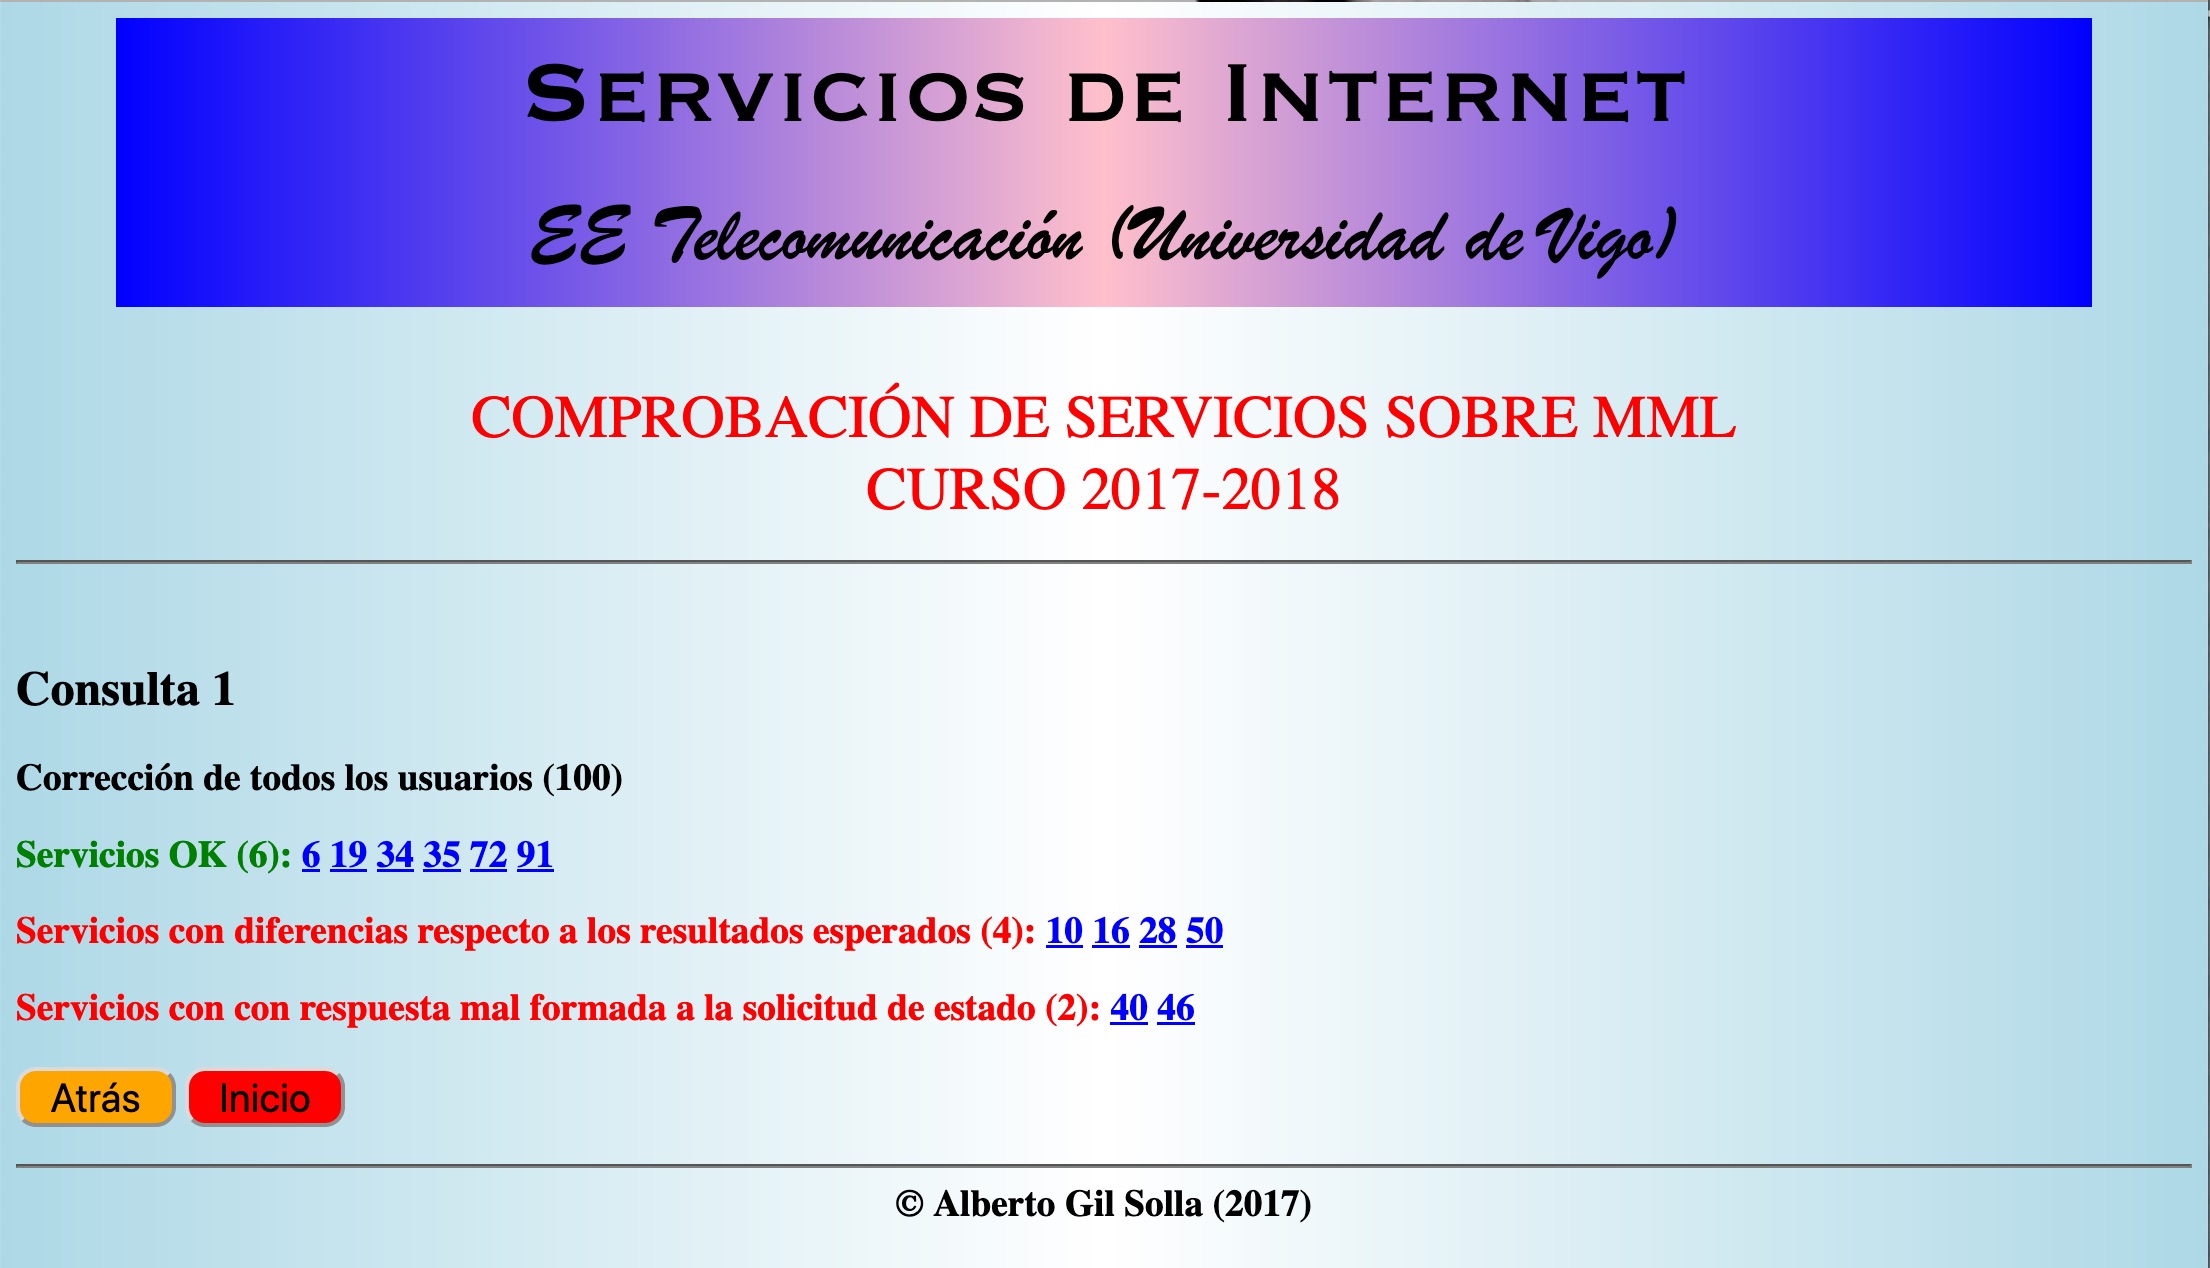 Servicios de Internet
EE Telecomunicación (Universidad de Vigo)
COMPROBACIÓN DE SERVICIOS SOBRE MML
CURSO 2017-2018
Consulta 1
Corrección de todos los usuarios (100)
Servicios OK (6): 6 19 34 35 72 91
Servicios con diferencias respecto a los resultados esperados (4): 10 16 28 50
Servicios con con respuesta mal formada a la solicitud de estado (2): 40 46
Atrás Inicio
© Alberto Gil Solla (2017)